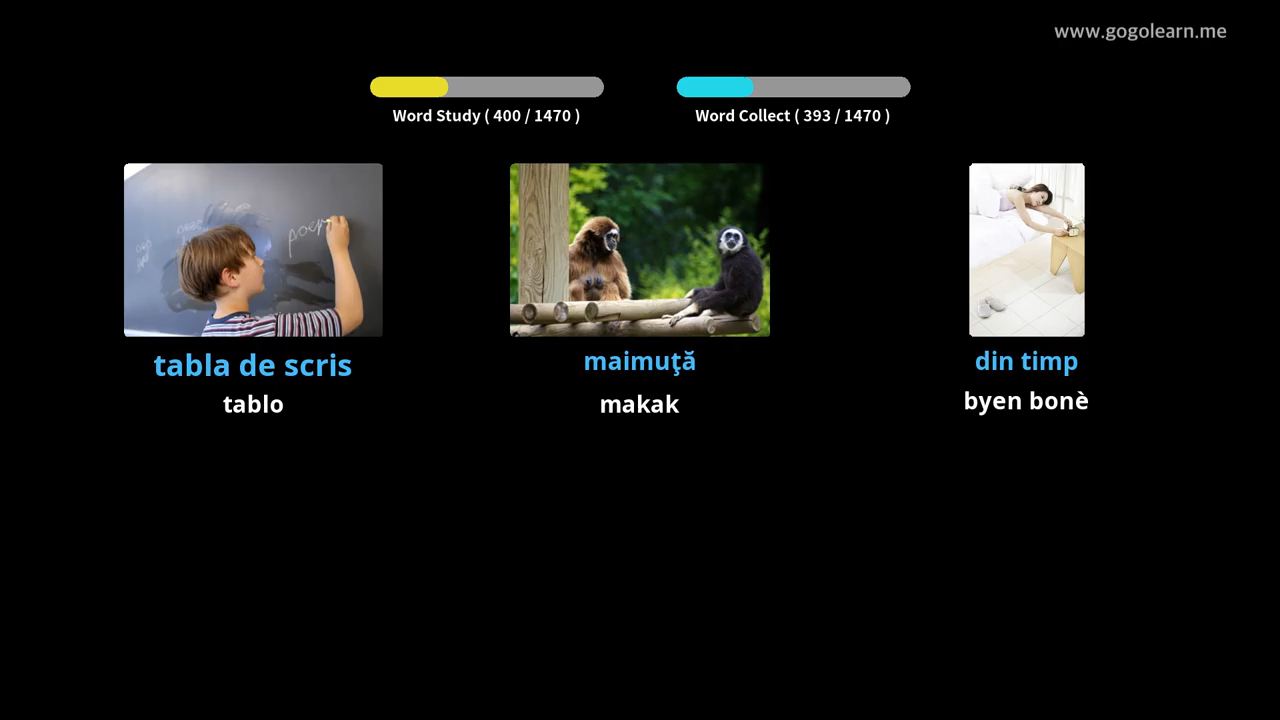 www.gogolearn.me
Word Study ( 400 / 1470 )
Word Collect ( 393 / 1470 )
poem
tabla de scris
tablo
maimuţă
makak
din timp
byen bonè